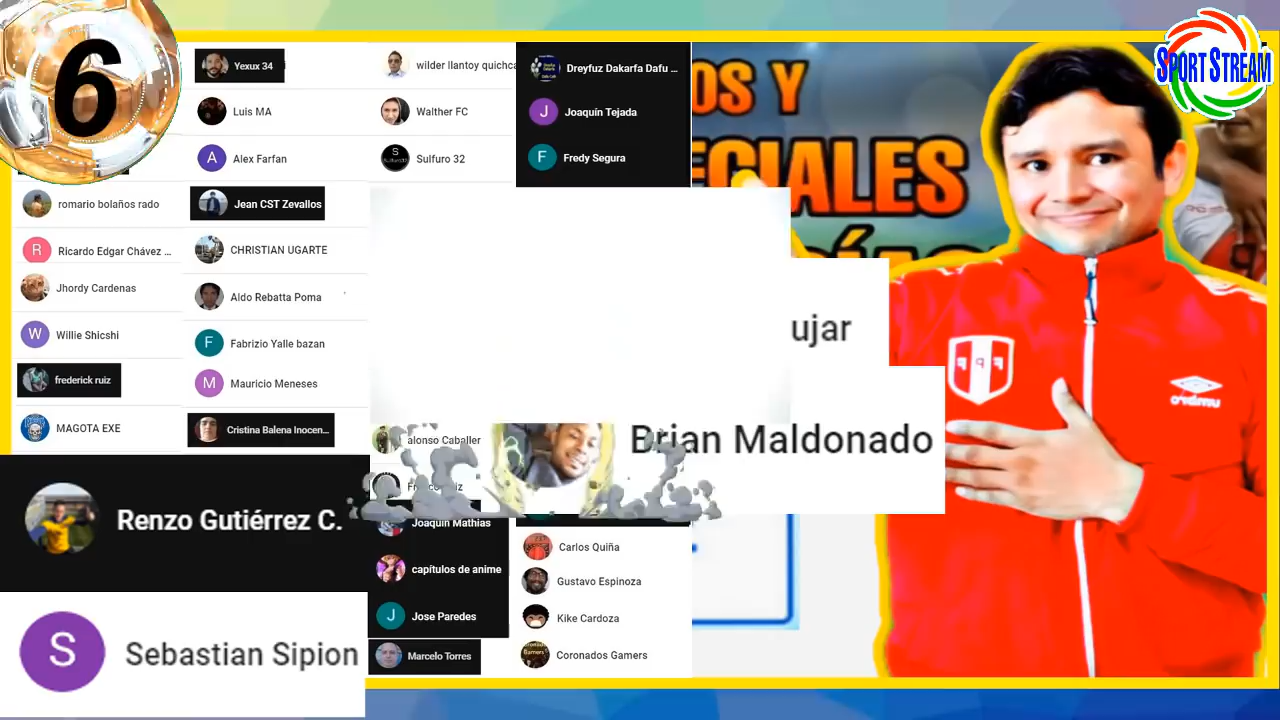 6
Yexux 34
Luis MA
A
Alex Farfan
romario bolaños rado
Jean CST Zevallos
R
Ricardo Edgar Chávez ...
CHRISTIAN UGARTE
Jhordy Cardenas
Aldo Rebatta Poma
W
Willie Shicshi
F
Fabrizio Yalle bazan
frederick ruiz
M
Mauricio Meneses
MAGOTA EXE
Cristina Balena Inocen...
wilder llantoy quichca
Walther FC
S
Sulfuro 32
Dreyfuz Dakarfa Dafu ...
J
Joaquín Tejada
F
Fredy Segura
OS Y
ECIALES
SPORT STREAM
ujar
Brian Maldonado
alonso Caballer
Renzo Gutiérrez C.
Joaquin Mathias
capítulos de anime
J
Jose Paredes
Marcelo Torres
Carlos Quiña
Gustavo Espinoza
Kike Cardoza
Coronados Gamers
S
Sebastian Sipion